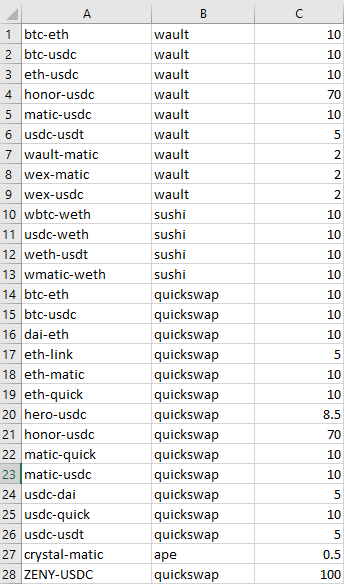 A B C
1 btc-eth wault 10
2 btc-usdc wault 10
3 eth-usdc wault 10
4 honor-usdc wault 70
5 matic-usdc wault 10
6 usdc-usdt wault 5
7 wault-matic wault 2
8 wex-matic wault 2
9 wex-usdc wault 2
10 wbtc-weth sushi 10
11 usdc-weth sushi 10
12 weth-usdt sushi 10
13 wmatic-weth sushi 10
14 btc-eth quickswap 10
15 btc-usdc quickswap 10
16 dai-eth quickswap 10
17 eth-link quickswap 5
18 eth-matic quickswap 10
19 eth-quick quickswap 10
20 hero-usdc quickswap 8.5
21 honor-usdc quickswap 70
22 matic-quick quickswap 10
23 matic-usdc quickswap 10
24 usdc-dai quickswap 5
25 usdc-quick quickswap 10
26 usdc-usdt quickswap 5
27 crystal-matic ape 0.5
28 ZENY-USDC quickswap 100